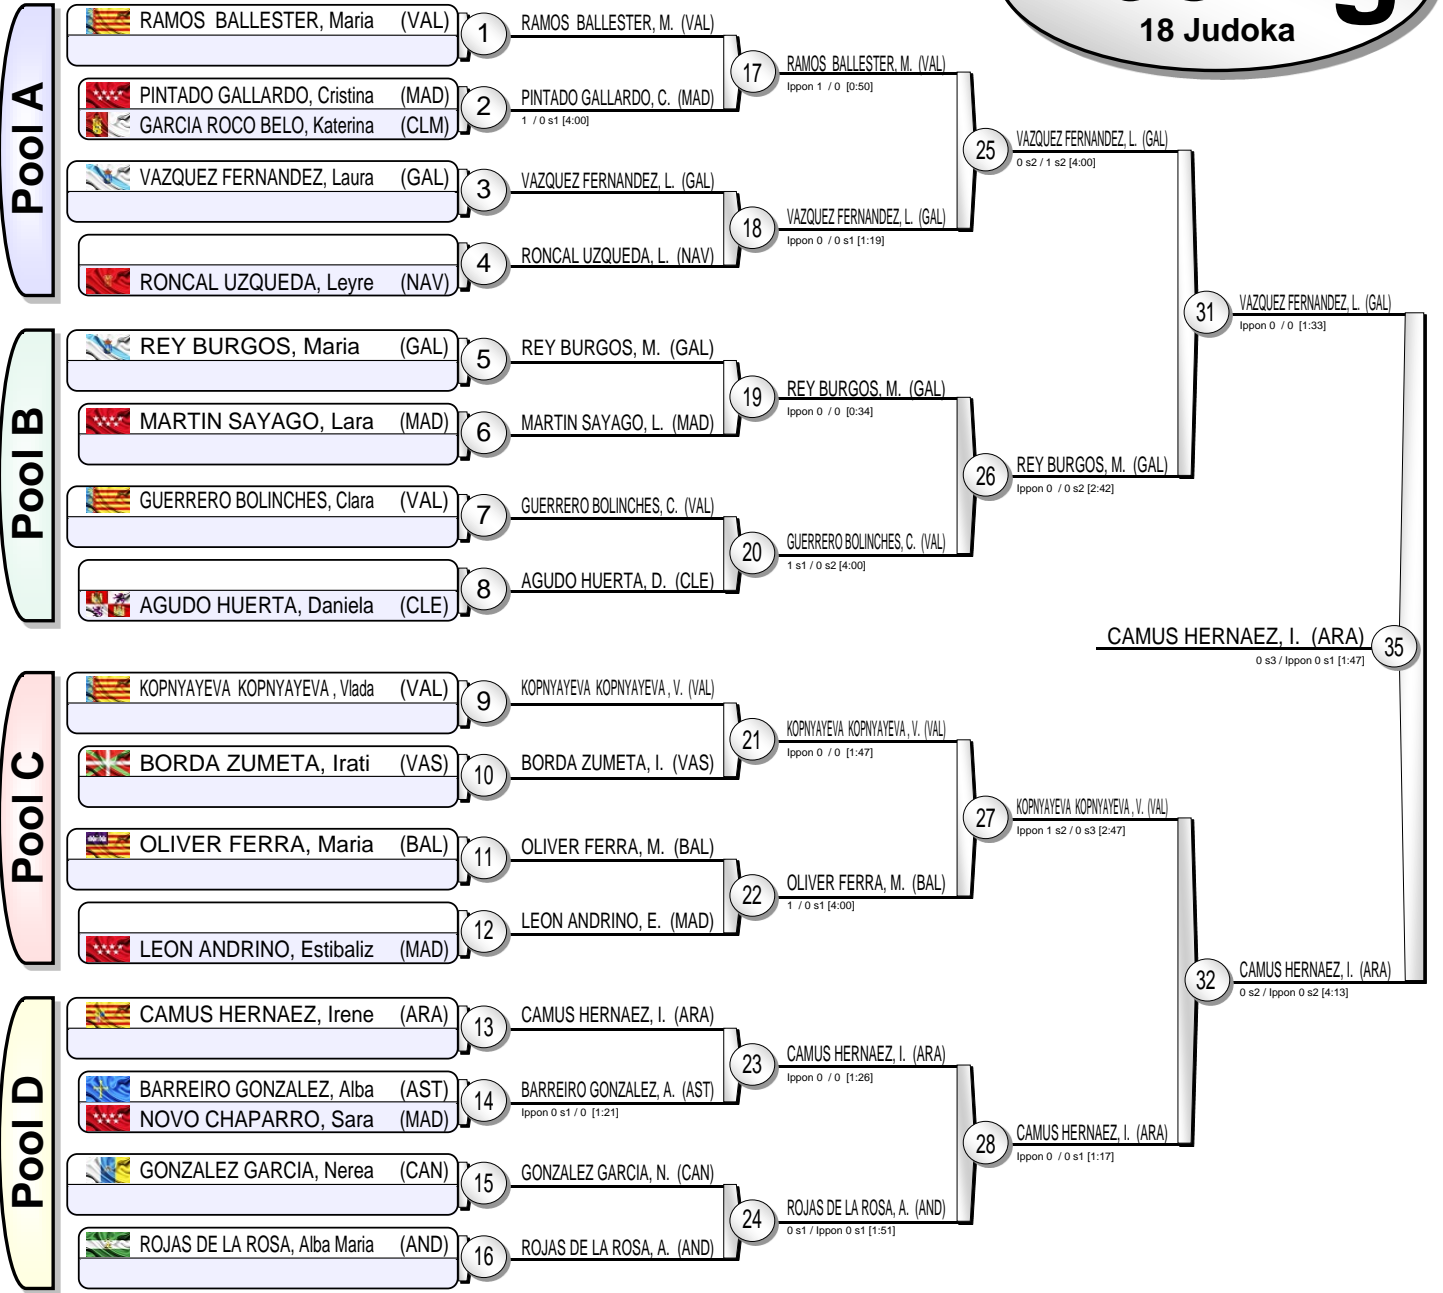 18 Judoka
Pool A
RAMOS BALLESTER, Maria (VAL)
PINTADO GALLARDO, Cristina (MAD)
GARCIA ROCO BELO, Katerina (CLM)
VAZQUEZ FERNANDEZ, Laura (GAL)
RONCAL UZQUEDA, Leyre (NAV)
Pool B
REY BURGOS, Maria (GAL)
MARTIN SAYAGO, Lara (MAD)
GUERRERO BOLINCHES, Clara (VAL)
AGUDO HUERTA, Daniela (CLE)
Pool C
KOPNYAYEVA KOPNYAYEVA , Vlada (VAL)
BORDA ZUMETA, Irati (VAS)
OLIVER FERRA, Maria (BAL)
LEON ANDRINO, Estibaliz (MAD)
Pool D
CAMUS HERNAEZ, Irene (ARA)
BARREIRO GONZALEZ, Alba (AST)
NOVO CHAPARRO, Sara (MAD)
GONZALEZ GARCIA, Nerea (CAN)
ROJAS DE LA ROSA, Alba Maria (AND)
1
RAMOS BALLESTER, M. (VAL)
2
PINTADO GALLARDO, C. (MAD)
1 / 0 s1 [4:00]
3
VAZQUEZ FERNANDEZ, L. (GAL)
4
RONCAL UZQUEDA, L. (NAV)
5
REY BURGOS, M. (GAL)
6
MARTIN SAYAGO, L. (MAD)
7
GUERRERO BOLINCHES, C. (VAL)
8
AGUDO HUERTA, D. (CLE)
9
KOPNYAYEVA KOPNYAYEVA , V. (VAL)
10
BORDA ZUMETA, I. (VAS)
11
OLIVER FERRA, M. (BAL)
12
LEON ANDRINO, E. (MAD)
13
CAMUS HERNAEZ, I. (ARA)
14
BARREIRO GONZALEZ, A. (AST)
Ippon 0 s1 / 0 [1:21]
15
GONZALEZ GARCIA, N. (CAN)
16
ROJAS DE LA ROSA, A. (AND)
17
RAMOS BALLESTER, M. (VAL)
Ippon 1 / 0 [0:50]
18
VAZQUEZ FERNANDEZ, L. (GAL)
Ippon 0 / 0 s1 [1:19]
19
REY BURGOS, M. (GAL)
Ippon 0 / 0 [0:34]
20
GUERRERO BOLINCHES, C. (VAL)
1 s1 / 0 s2 [4:00]
21
KOPNYAYEVA KOPNYAYEVA , V. (VAL)
Ippon 0 / 0 [1:47]
22
OLIVER FERRA, M. (BAL)
1 / 0 s1 [4:00]
23
CAMUS HERNAEZ, I. (ARA)
Ippon 0 / 0 [1:26]
24
ROJAS DE LA ROSA, A. (AND)
0 s1 / Ippon 0 s1 [1:51]
25
VAZQUEZ FERNANDEZ, L. (GAL)
0 s2 / 1 s2 [4:00]
26
REY BURGOS, M. (GAL)
Ippon 0 / 0 s2 [2:42]
27
KOPNYAYEVA KOPNYAYEVA , V. (VAL)
Ippon 1 s2 / 0 s3 [2:47]
28
CAMUS HERNAEZ, I. (ARA)
Ippon 0 / 0 s1 [1:17]
31
VAZQUEZ FERNANDEZ, L. (GAL)
Ippon 0 / 0 [1:33]
32
CAMUS HERNAEZ, I. (ARA)
0 s2 / Ippon 0 s2 [4:13]
CAMUS HERNAEZ, I. (ARA)
35
0 s3 / Ippon 0 s1 [1:47]